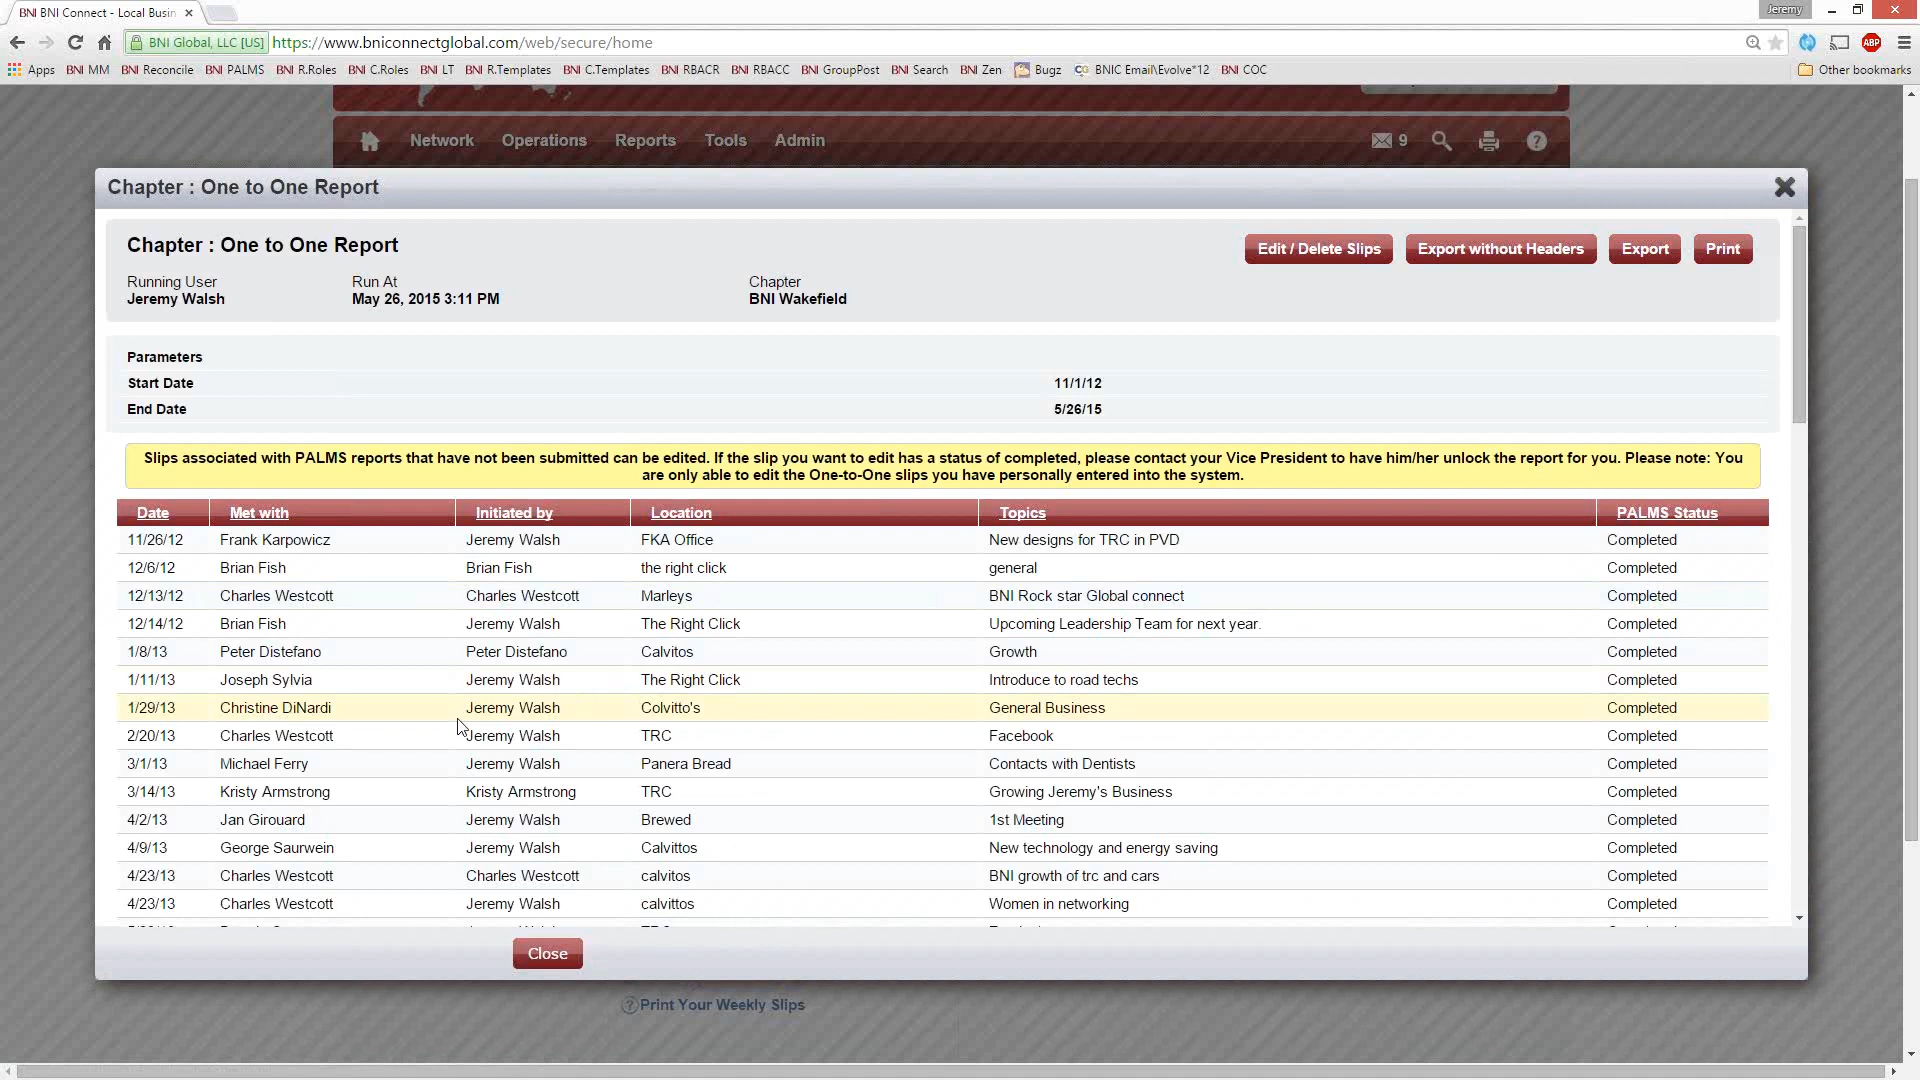 BNI BNI Connect - Local Busin
Jeremy
BNI Global, LLC [US] https://www.bniconnectglobal.com/web/secure/home
ABP
Apps BNI MM BNI Reconcile BNI PALMS BNI R.Roles BNI C.Roles BNI LT BNI R.Templates BNI C.Templates BNI RBACR BNI RBACC BNI GroupPost BNI Search BNI Zen Bugz BNIC Email\Evolve*12 BNI COC Other bookmarks
Network Operations Reports Tools Admin 9
Chapter : One to One Report
Chapter : One to One Report
Edit / Delete Slips Export without Headers Export Print
Running User Run At Chapter
Jeremy Walsh May 26, 2015 3:11 PM BNI Wakefield
Parameters
Start Date 11/1/12
End Date 5/26/15
Slips associated with PALMS reports that have not been submitted can be edited. If the slip you want to edit has a status of completed, please contact your Vice President to have him/her unlock the report for you. Please note: You
are only able to edit the One-to-One slips you have personally entered into the system.
Date Met with Initiated by Location Topics PALMS Status
11/26/12 Frank Karpowicz Jeremy Walsh FKA Office New designs for TRC in PVD Completed
12/6/12 Brian Fish Brian Fish the right click general Completed
12/13/12 Charles Westcott Charles Westcott Marleys BNI Rock star Global connect Completed
12/14/12 Brian Fish Jeremy Walsh The Right Click Upcoming Leadership Team for next year. Completed
1/8/13 Peter Distefano Peter Distefano Calvitos Growth Completed
1/11/13 Joseph Sylvia Jeremy Walsh The Right Click Introduce to road techs Completed
1/29/13 Christine DiNardi Jeremy Walsh Colvitto's General Business Completed
2/20/13 Charles Westcott Jeremy Walsh TRC Facebook Completed
3/1/13 Michael Ferry Jeremy Walsh Panera Bread Contacts with Dentists Completed
3/14/13 Kristy Armstrong Kristy Armstrong TRC Growing Jeremy's Business Completed
4/2/13 Jan Girouard Jeremy Walsh Brewed 1st Meeting Completed
4/9/13 George Saurwein Jeremy Walsh Calvittos New technology and energy saving Completed
4/23/13 Charles Westcott Charles Westcott calvitos BNI growth of trc and cars Completed
4/23/13 Charles Westcott Jeremy Walsh calvittos Women in networking Completed
Close
Print Your Weekly Slips